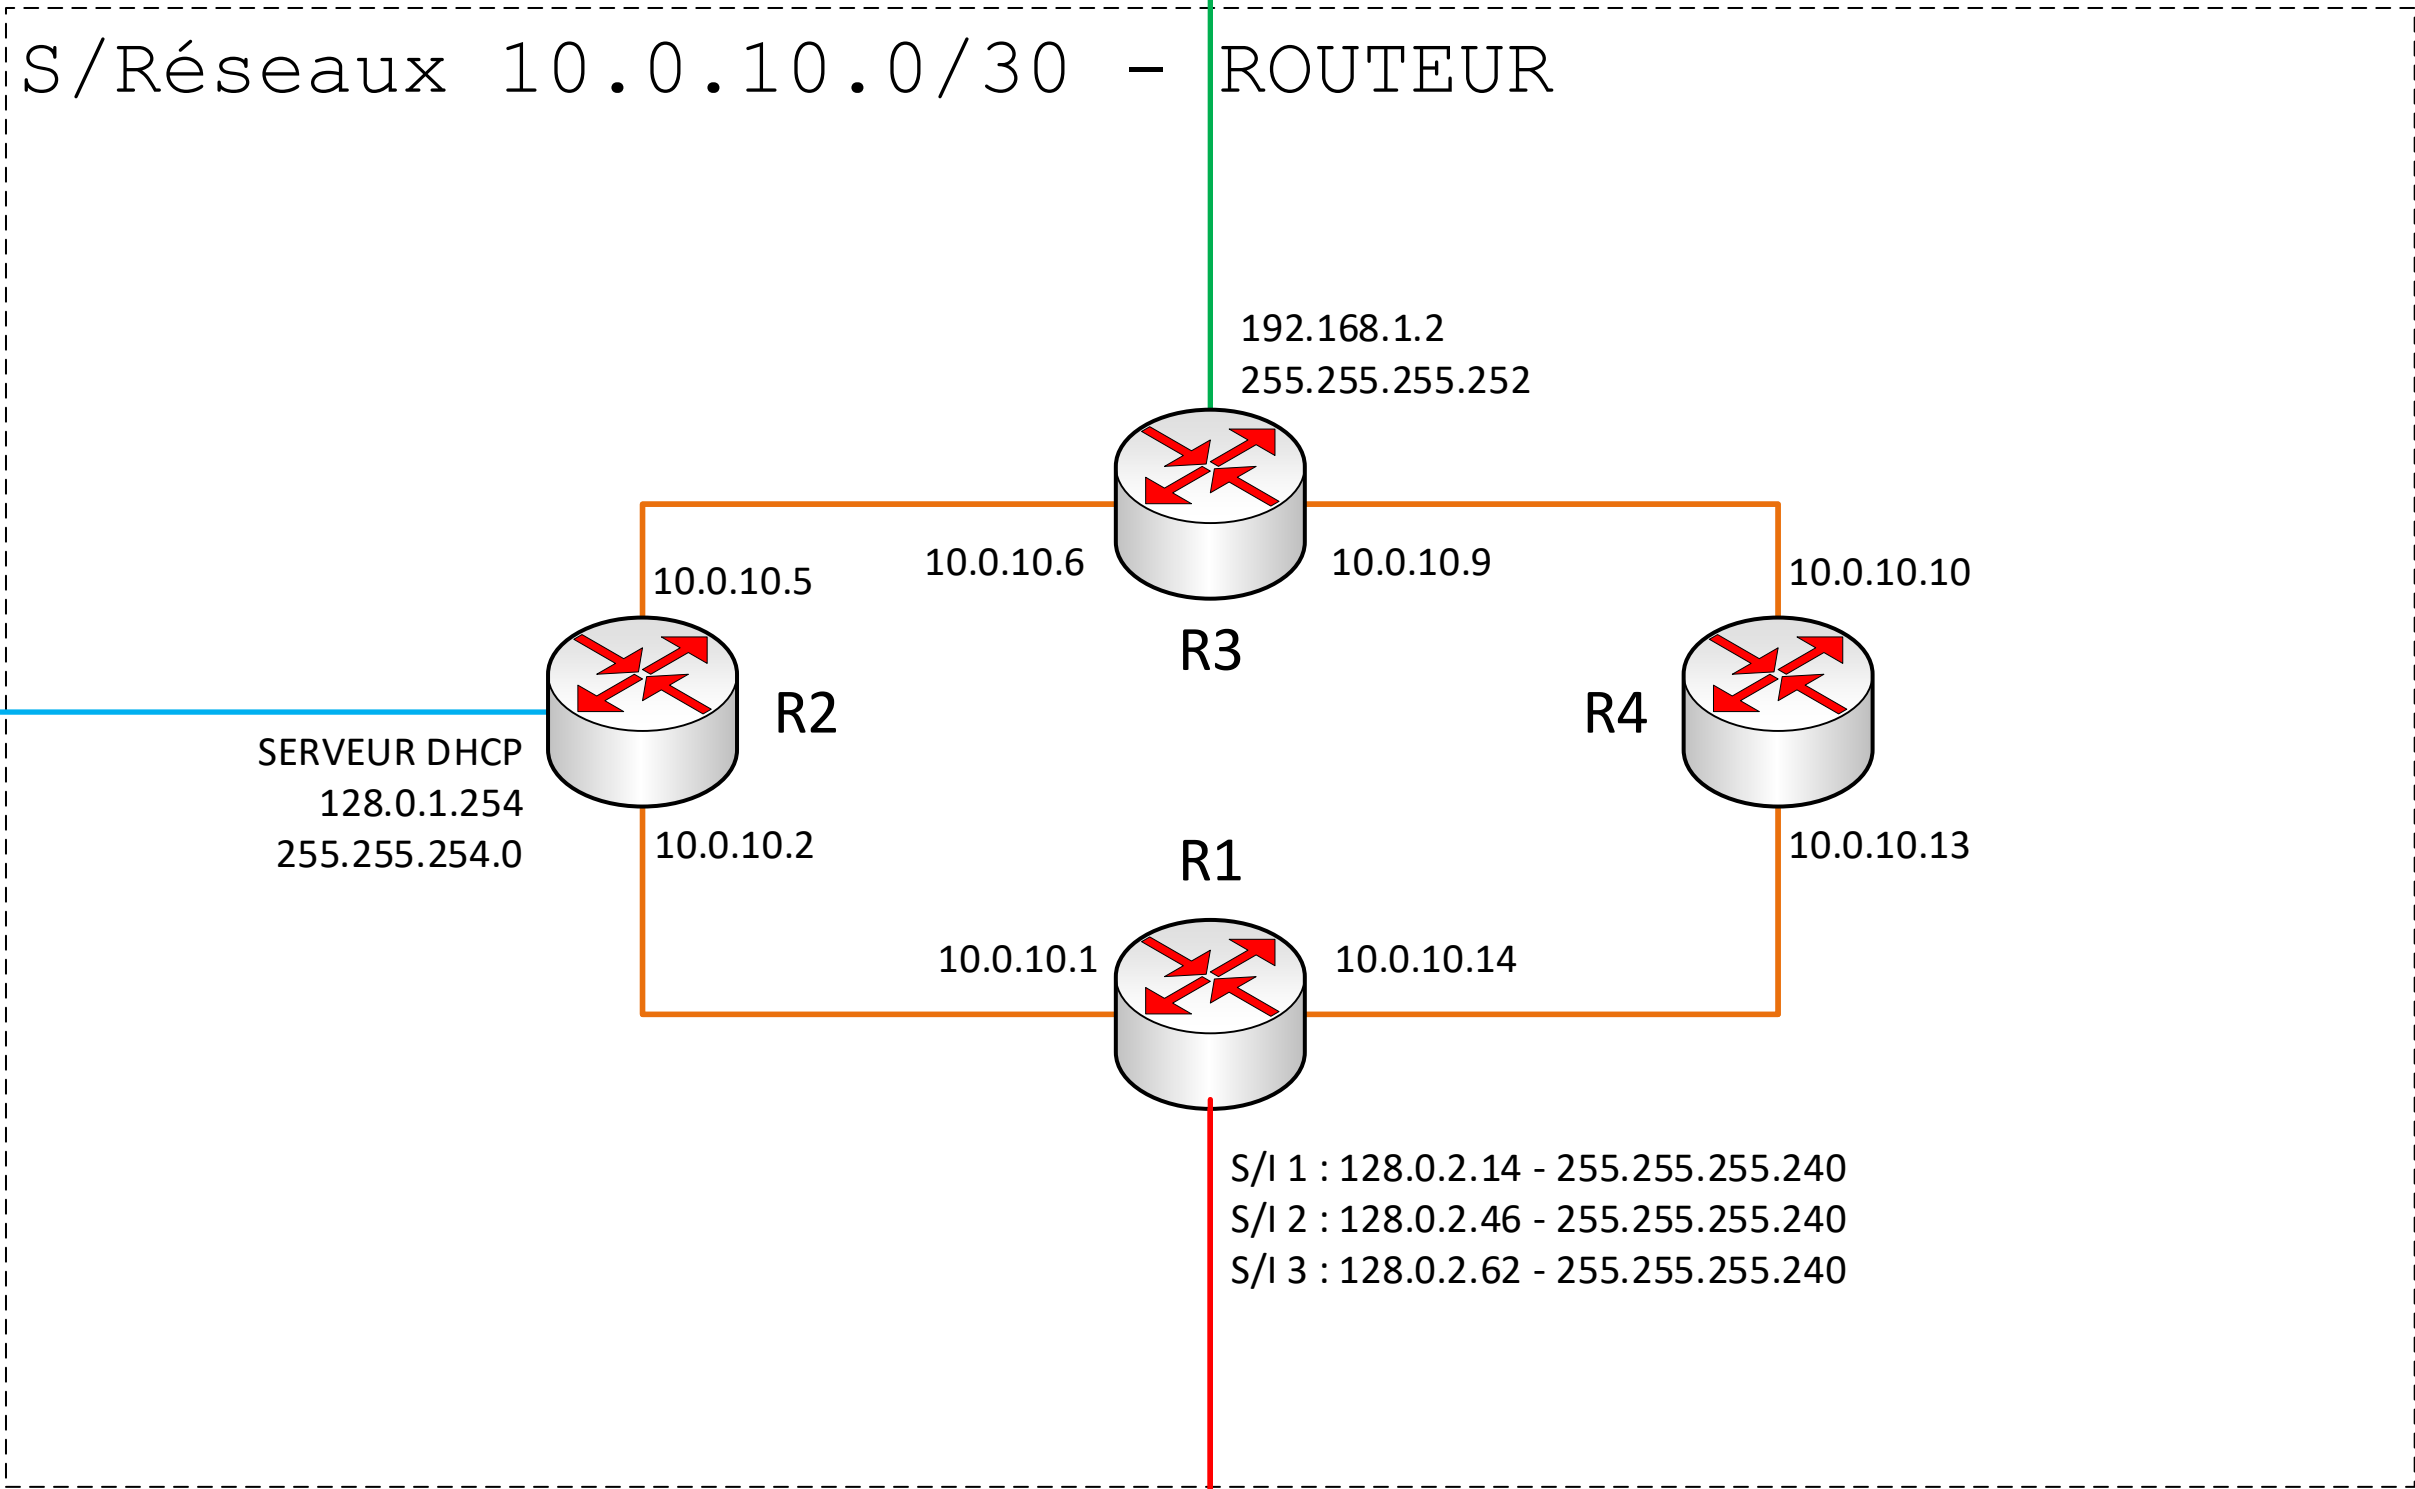 S/Réseaux 10.0.10.0/30 - ROUTEUR
192.168.1.2
255.255.255.252
10.0.10.6
10.0.10.9
10.0.10.5
10.0.10.10
R3
R2
R4
SERVEUR DHCP
128.0.1.254
255.255.254.0
10.0.10.2
10.0.10.13
R1
10.0.10.1
10.0.10.14
S/I 1 : 128.0.2.14 - 255.255.255.240
S/I 2 : 128.0.2.46 - 255.255.255.240
S/I 3 : 128.0.2.62 - 255.255.255.240